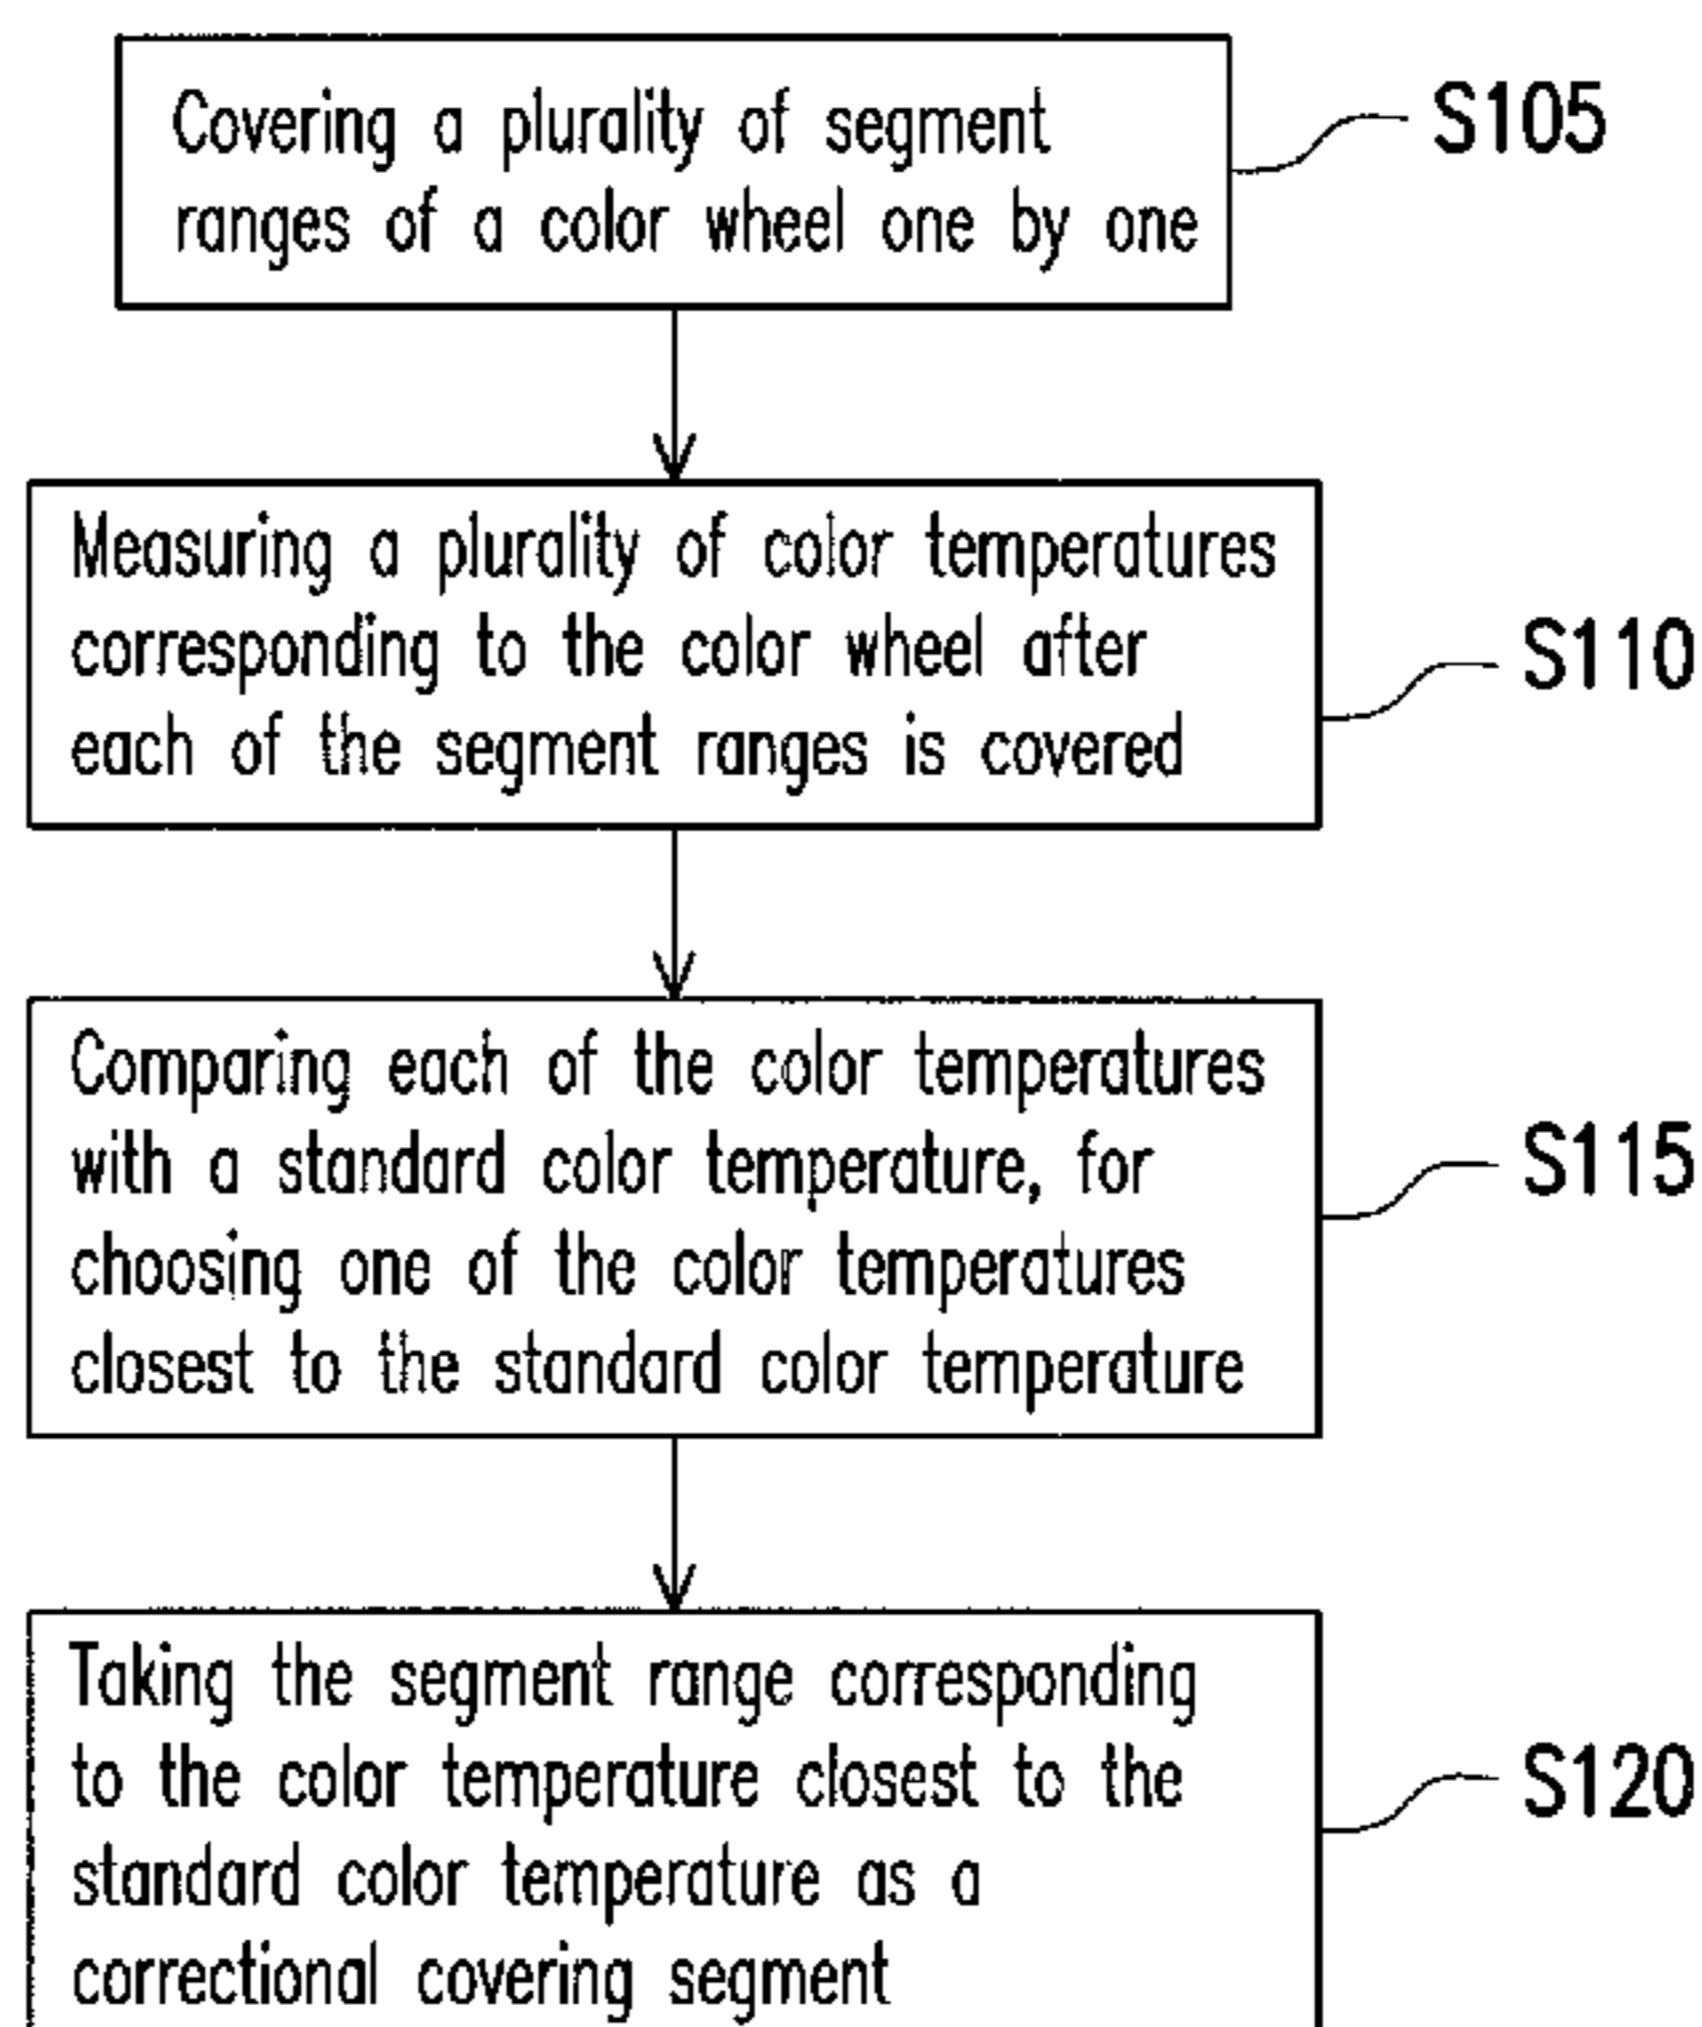 Covering a plurality of segment
ranges of a color wheel one by one
S105
Measuring a plurality of color temperatures
corresponding to the color wheel after
each of the segment ranges is covered
S110
Comparing each of the color temperatures
with a standard color temperature, for
choosing one of the color temperatures
closest to the standard color temperature
S115
Taking the segment range corresponding
to the color temperature closest to the
standard color temperature as a
correctional covering segment
S120